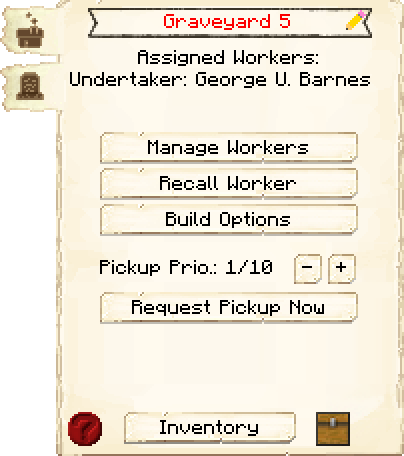 Graveyard 5
Assigned Workers:
Undertaker: George U. Barnes
Manage Workers
Recall Worker
Build Options
Pickup Prio.: 1/10 - +
Request Pickup Now
? Inventory